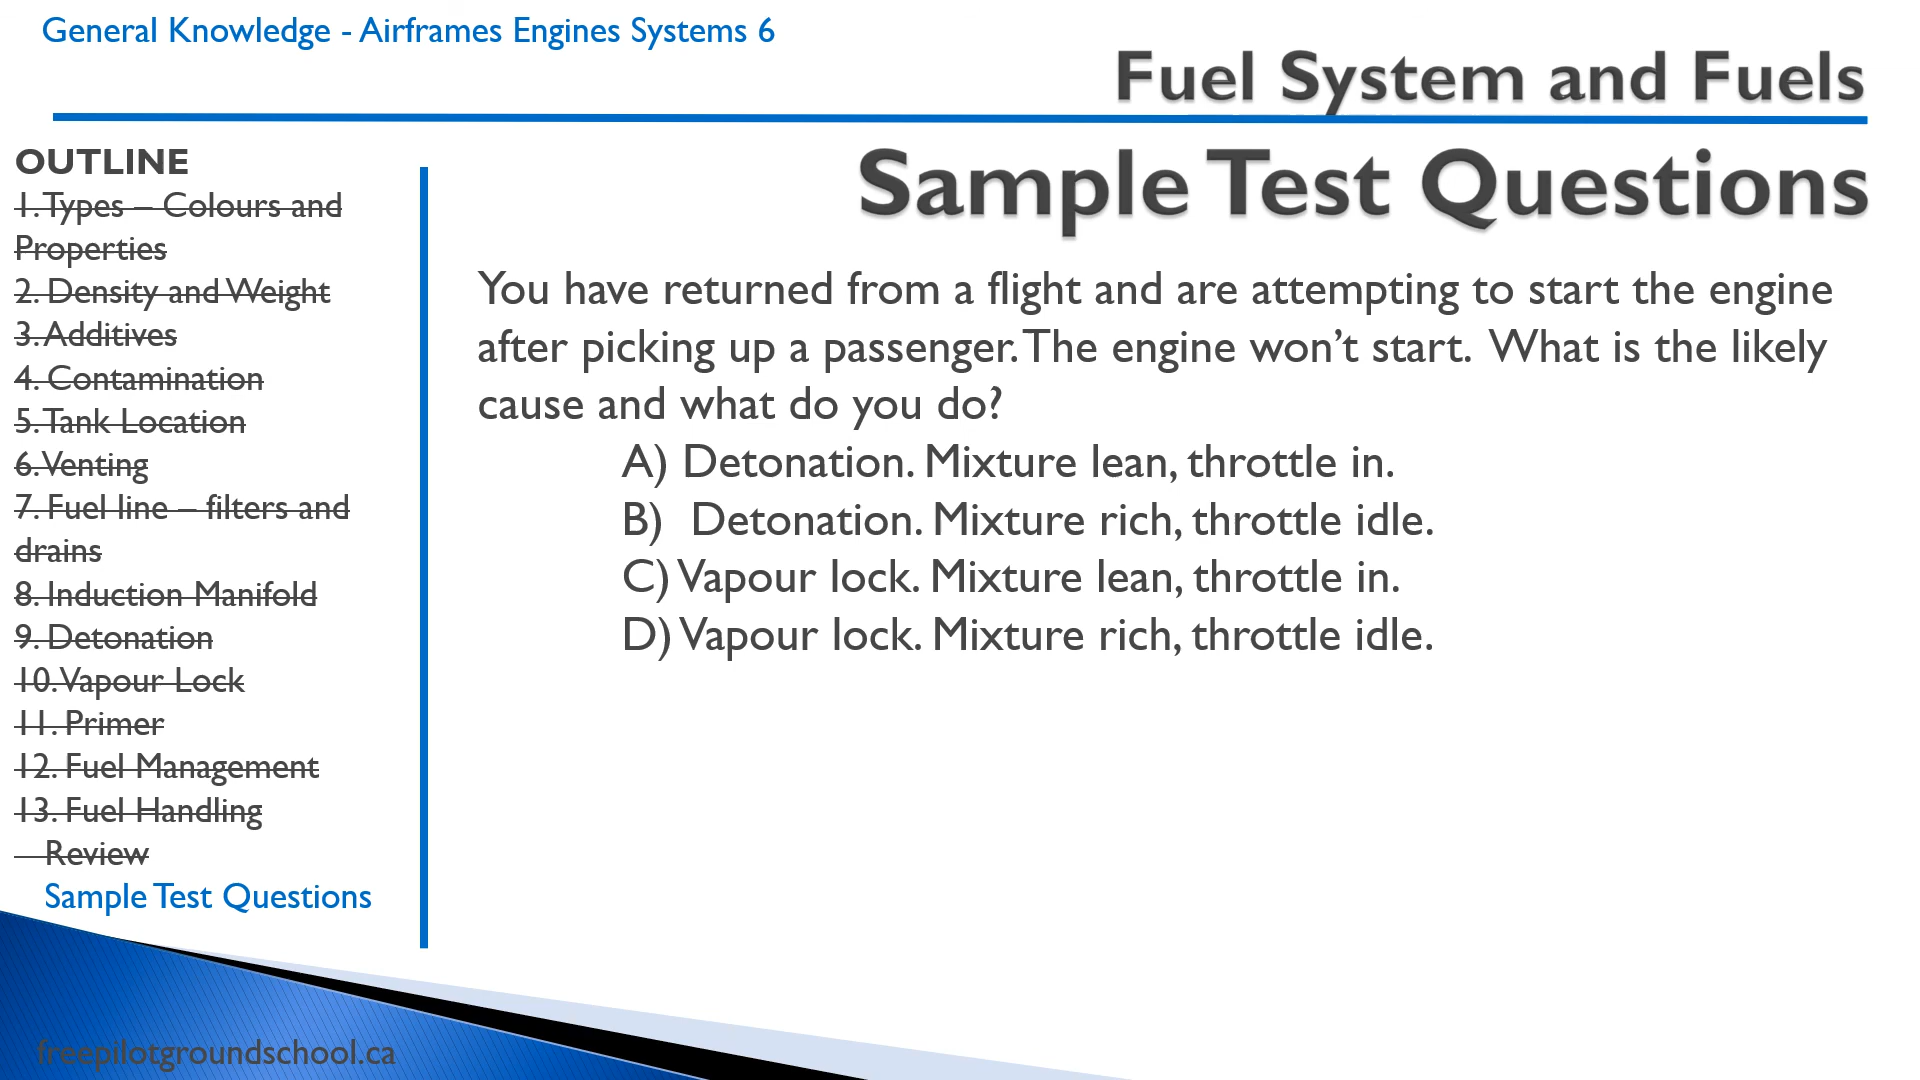 General Knowledge - Airframes Engines Systems 6
Fuel System and Fuels
Sample Test Questions
OUTLINE
1. Types – Colours and
Properties
2. Density and Weight
3. Additives
4. Contamination
5. Tank Location
6. Venting
7. Fuel line – filters and
drains
8. Induction Manifold
9. Detonation
10. Vapour Lock
11. Primer
12. Fuel Management
13. Fuel Handling
Review
Sample Test Questions
You have returned from a flight and are attempting to start the engine
after picking up a passenger. The engine won’t start. What is the likely
cause and what do you do?
A) Detonation. Mixture lean, throttle in.
B) Detonation. Mixture rich, throttle idle.
C) Vapour lock. Mixture lean, throttle in.
D) Vapour lock. Mixture rich, throttle idle.
freepilotgroundschool.ca